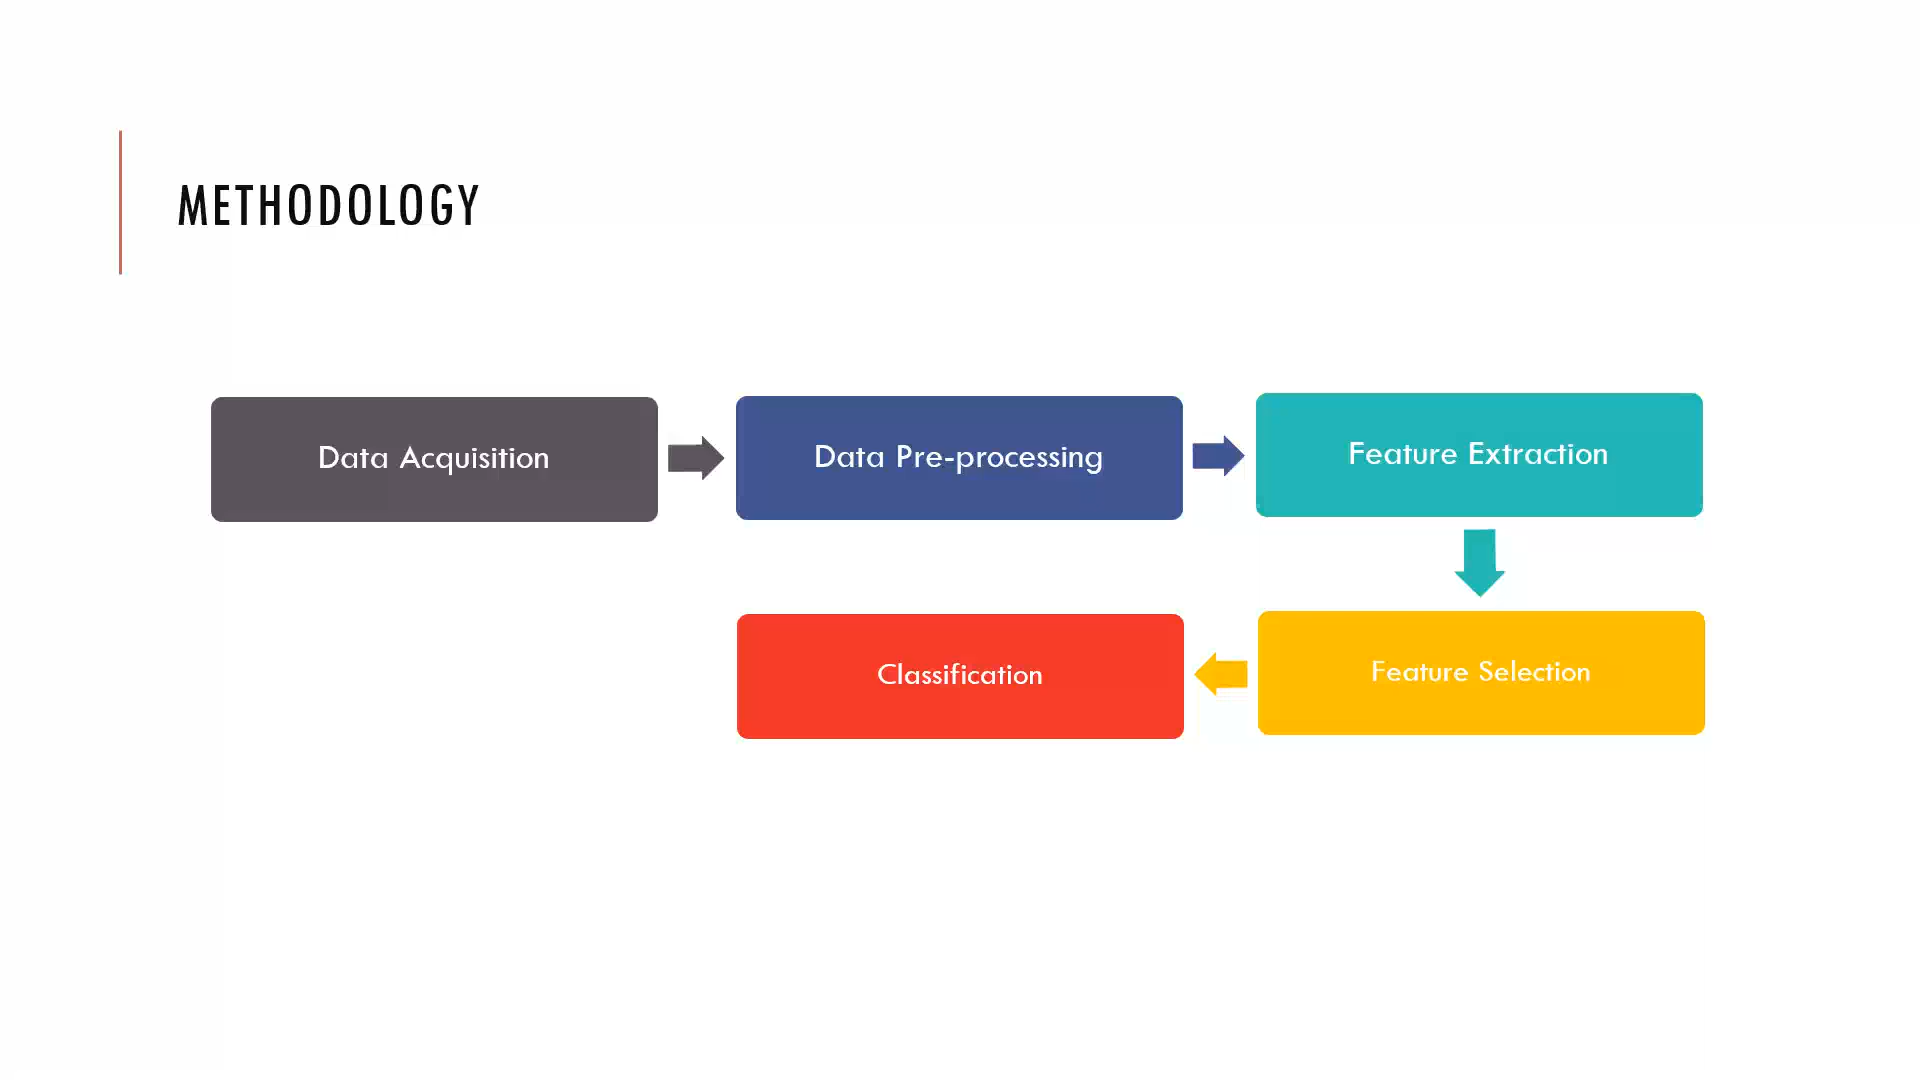 METHODOLOGY
Data Acquisition
Data Pre-processing
Feature Extraction
Feature Selection
Classification